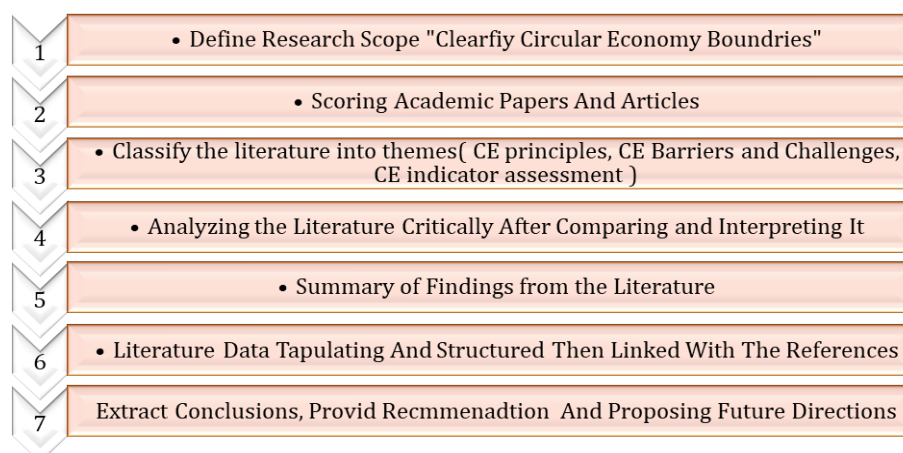 1
• Define Research Scope "Clearfiy Circular Economy Boundries"
2
• Scoring Academic Papers And Articles
3
• Classify the literature into themes( CE principles, CE Barriers and Challenges,
CE indicator assessment )
4
• Analyzing the Literature Critically After Comparing and Interpreting It
5
• Summary of Findings from the Literature
6
• Literature Data Tapulating And Structured Then Linked With The References
7
Extract Conclusions, Provid Recmmenadtion And Proposing Future Directions